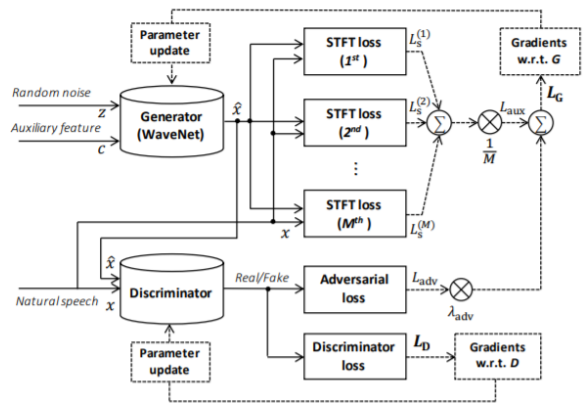 Parameter
update
STFT loss
(1st )
L_s^(1)
Gradients
w.r.t. G
Random noise
z
Generator
(WaveNet)
x̂
STFT loss
(2nd )
L_s^(2)
∑
L_aux
L_G
∑
1/M
Auxiliary feature
c
⋮
STFT loss
(Mth )
L_s^(M)
x
x̂
Natural speech
x
Discriminator
Real/Fake
Adversarial
loss
L_adv
λ_adv
Parameter
update
Discriminator
loss
L_D
Gradients
w.r.t. D